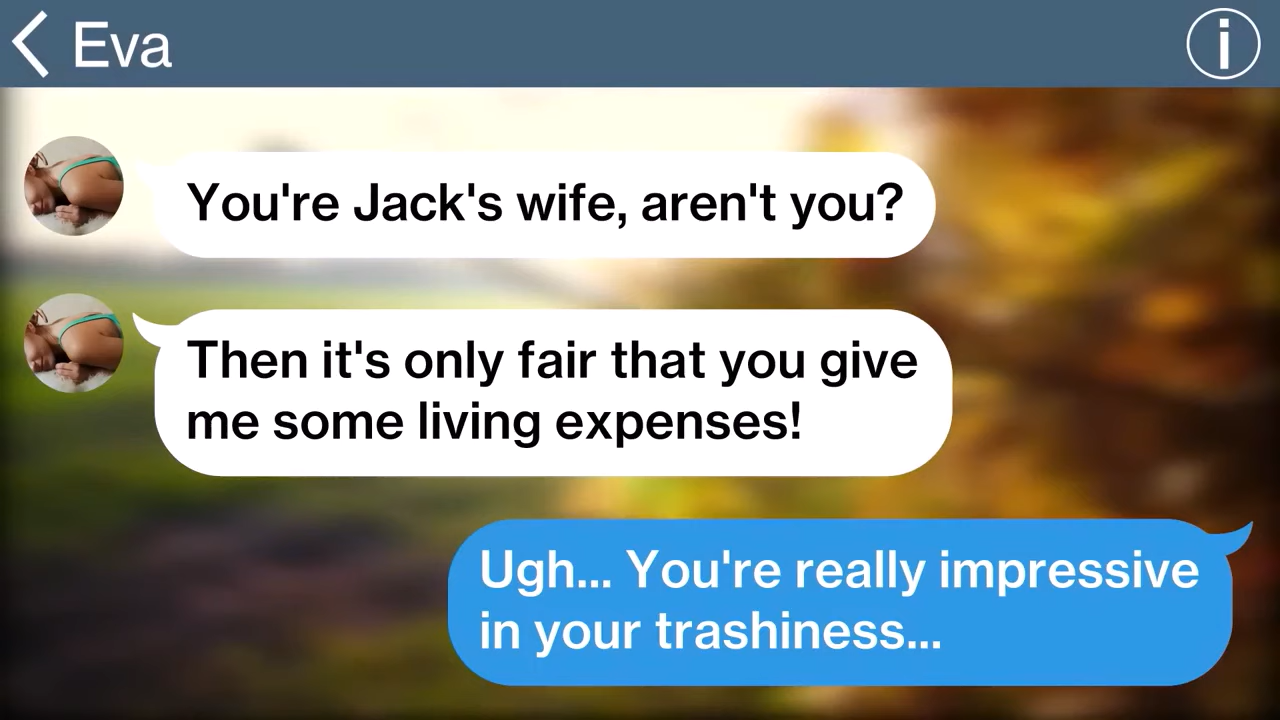 Eva
You're Jack's wife, aren't you?
Then it's only fair that you give
me some living expenses!
Ugh... You're really impressive
in your trashiness...